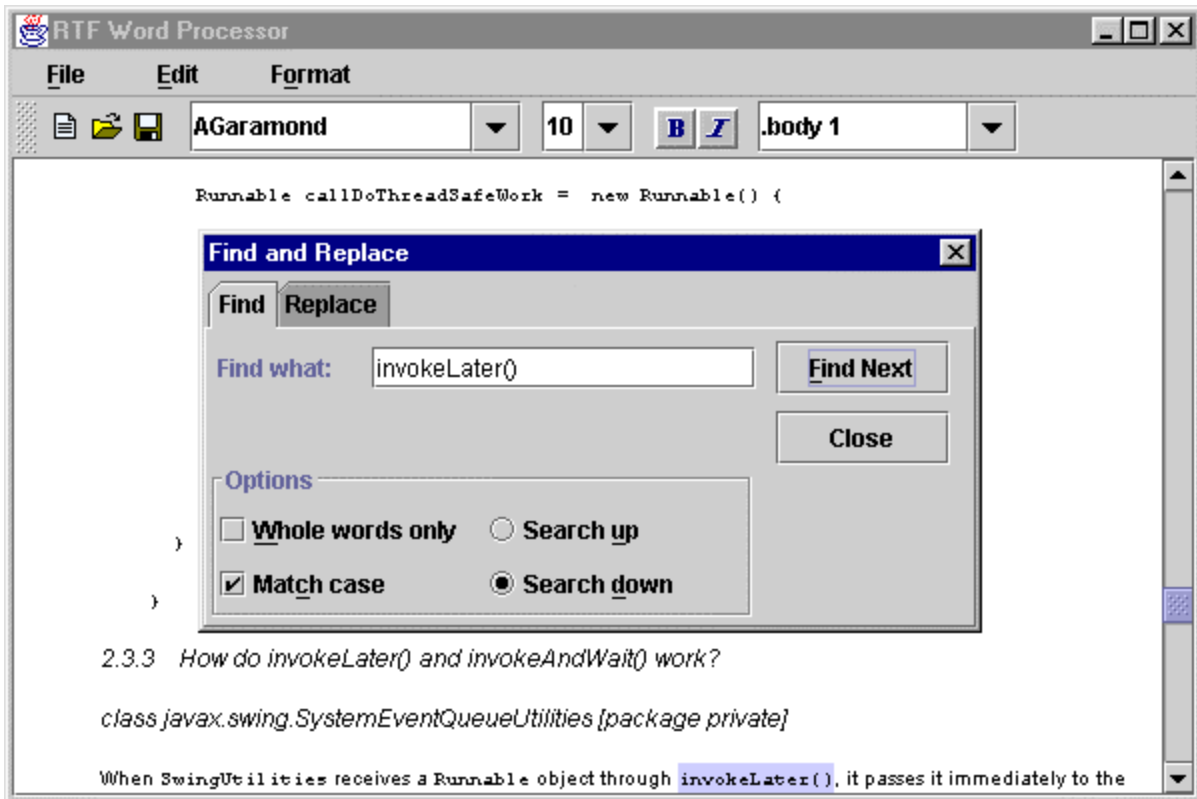 RTF Word Processor
File Edit Format
AGaramond 10 B I .body 1
Runnable callDoThreadSafeWork = new Runnable() {
Find and Replace
Find Replace
Find what: invokeLater() Find Next
Close
Options
Whole words only Search up
}
Match case Search down
}
2.3.3 How do invokeLater() and invokeAndWait() work?
class javax.swing.SystemEventQueueUtilities [package private]
When SwingUtilities receives a Runnable object through invokeLater(), it passes it immediately to the